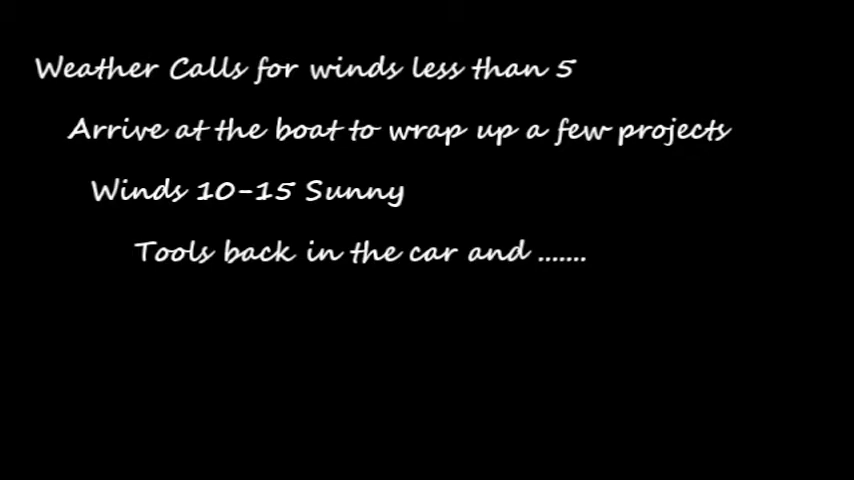 Weather Calls for winds less than 5
Arrive at the boat to wrap up a few projects
Winds 10-15 Sunny
Tools back in the car and .......